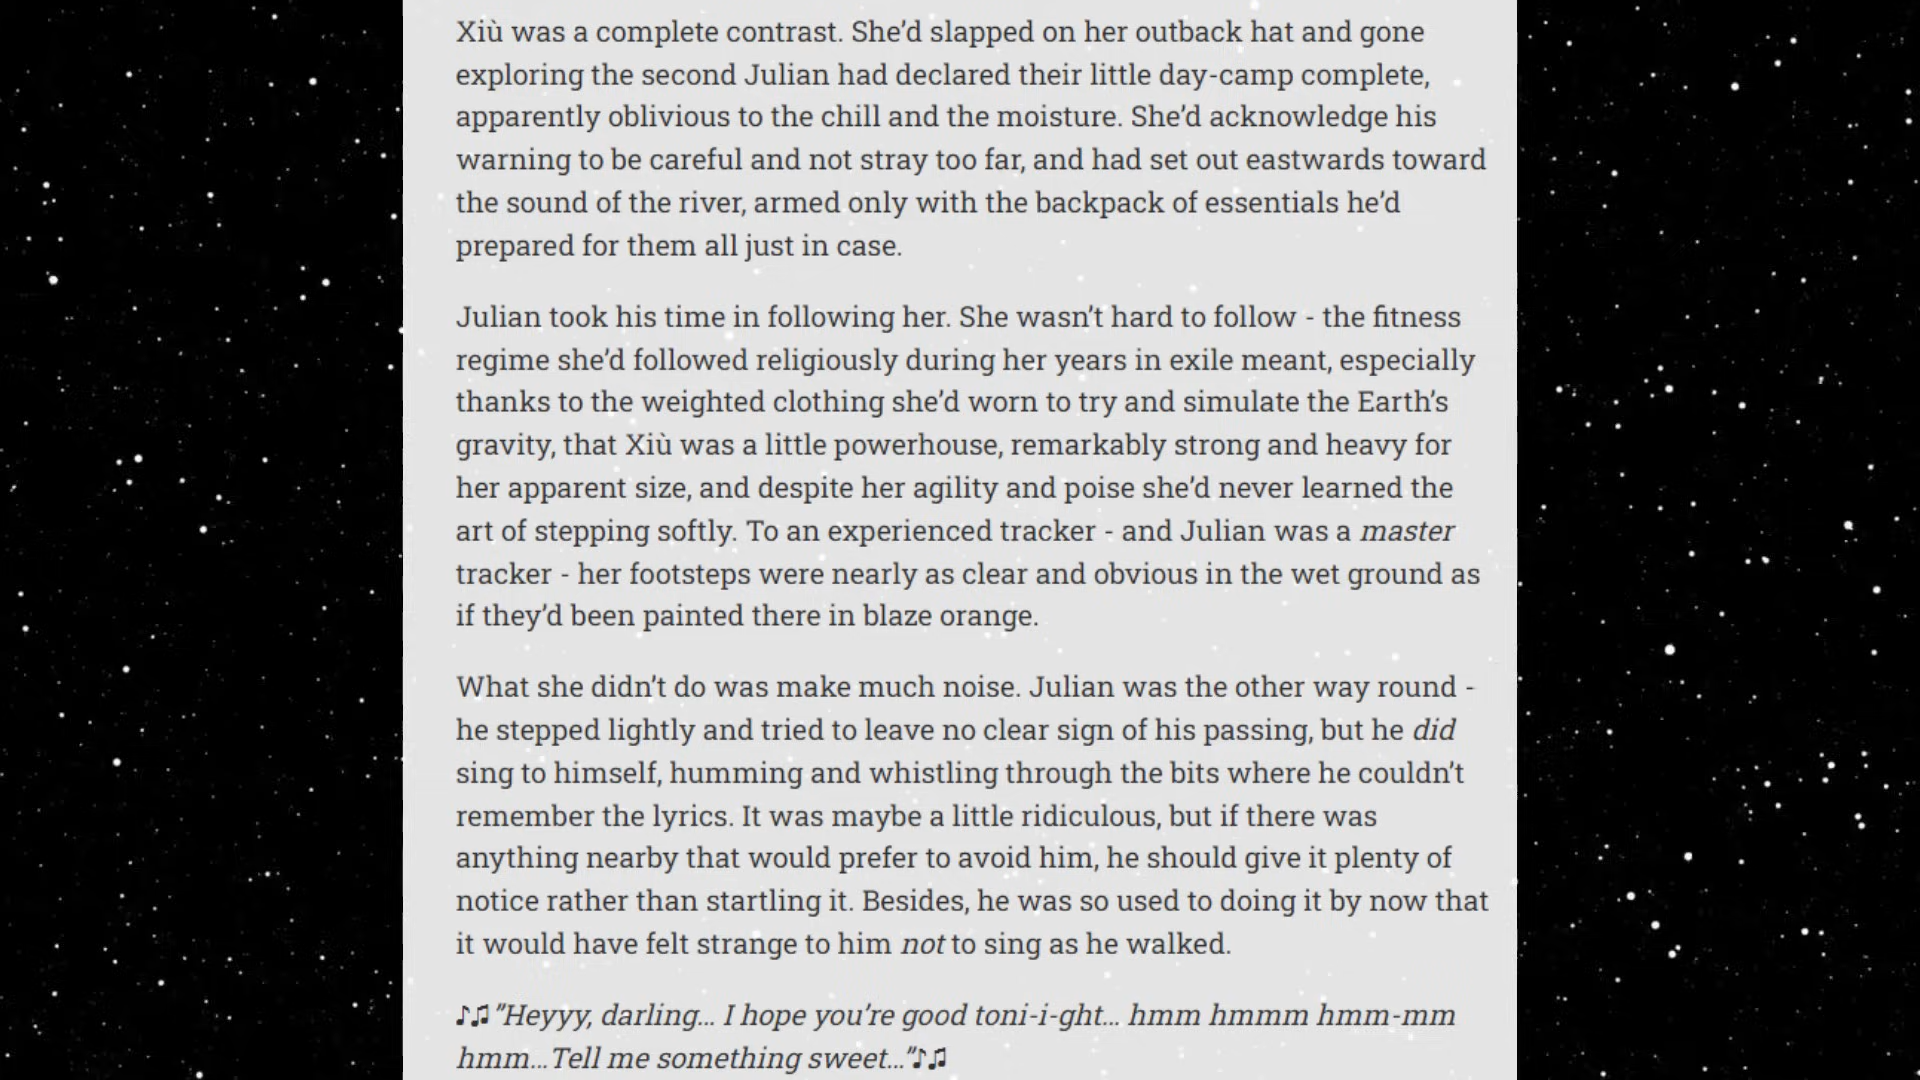 Xiù was a complete contrast. She’d slapped on her outback hat and gone
exploring the second Julian had declared their little day-camp complete,
apparently oblivious to the chill and the moisture. She’d acknowledge his
warning to be careful and not stray too far, and had set out eastwards toward
the sound of the river, armed only with the backpack of essentials he’d
prepared for them all just in case.
Julian took his time in following her. She wasn’t hard to follow - the fitness
regime she’d followed religiously during her years in exile meant, especially
thanks to the weighted clothing she’d worn to try and simulate the Earth’s
gravity, that Xiù was a little powerhouse, remarkably strong and heavy for
her apparent size, and despite her agility and poise she’d never learned the
art of stepping softly. To an experienced tracker - and Julian was a master
tracker - her footsteps were nearly as clear and obvious in the wet ground as
if they’d been painted there in blaze orange.
What she didn’t do was make much noise. Julian was the other way round -
he stepped lightly and tried to leave no clear sign of his passing, but he did
sing to himself, humming and whistling through the bits where he couldn’t
remember the lyrics. It was maybe a little ridiculous, but if there was
anything nearby that would prefer to avoid him, he should give it plenty of
notice rather than startling it. Besides, he was so used to doing it by now that
it would have felt strange to him not to sing as he walked.
♪♫"Heyyy, darling… I hope you’re good toni-i-ght… hmm hmmm hmm-mm
hmm…Tell me something sweet…"♪♫